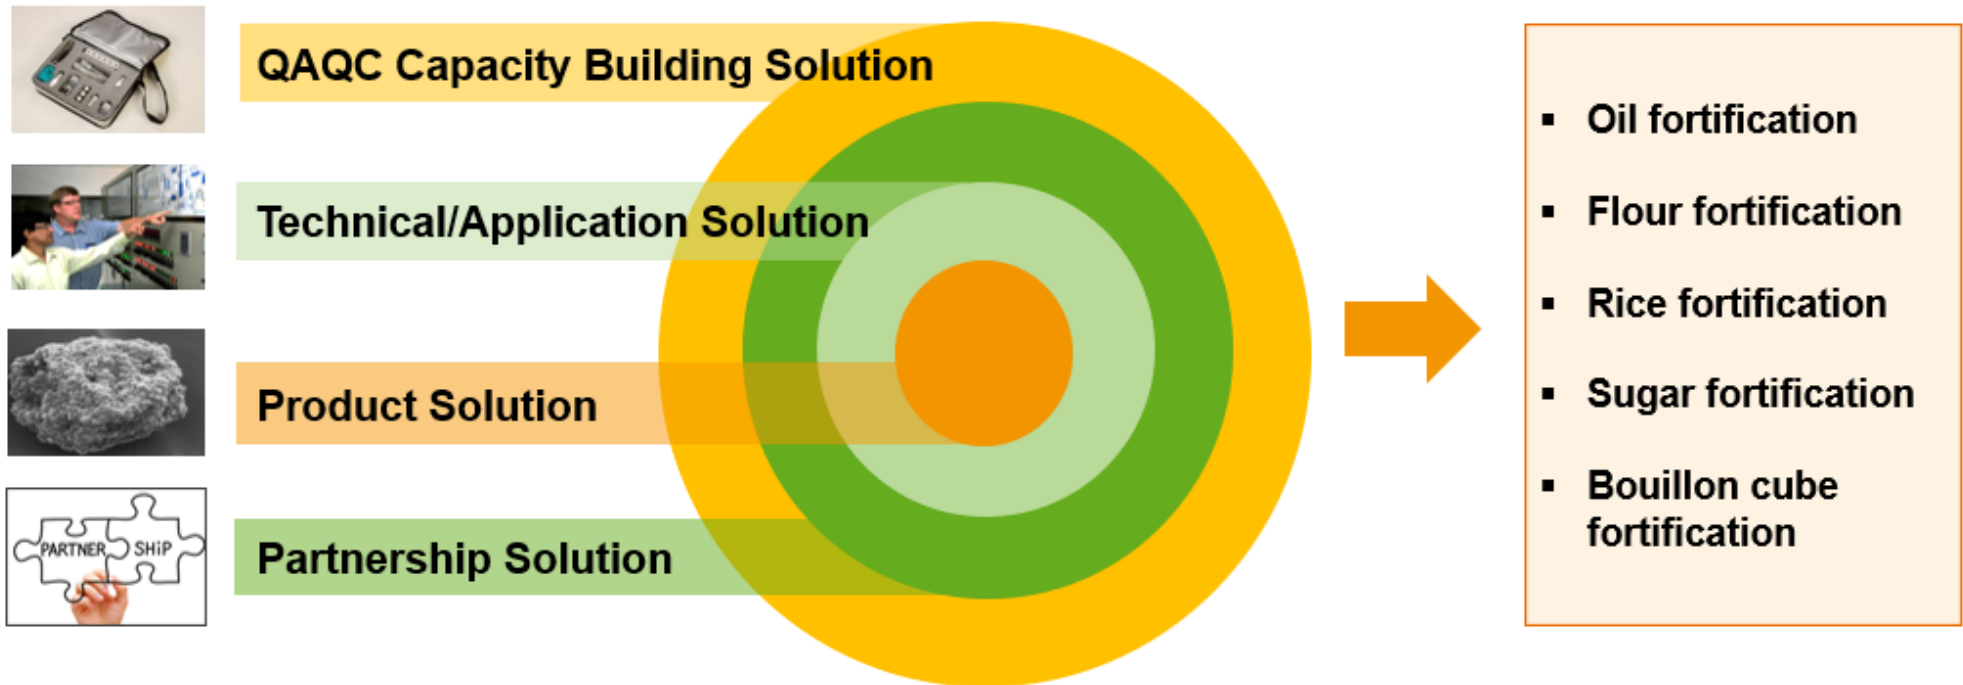 QAQC Capacity Building Solution
Technical/Application Solution
Product Solution
PARTNER SHiP
Partnership Solution
▪ Oil fortification
▪ Flour fortification
▪ Rice fortification
▪ Sugar fortification
▪ Bouillon cube
fortification